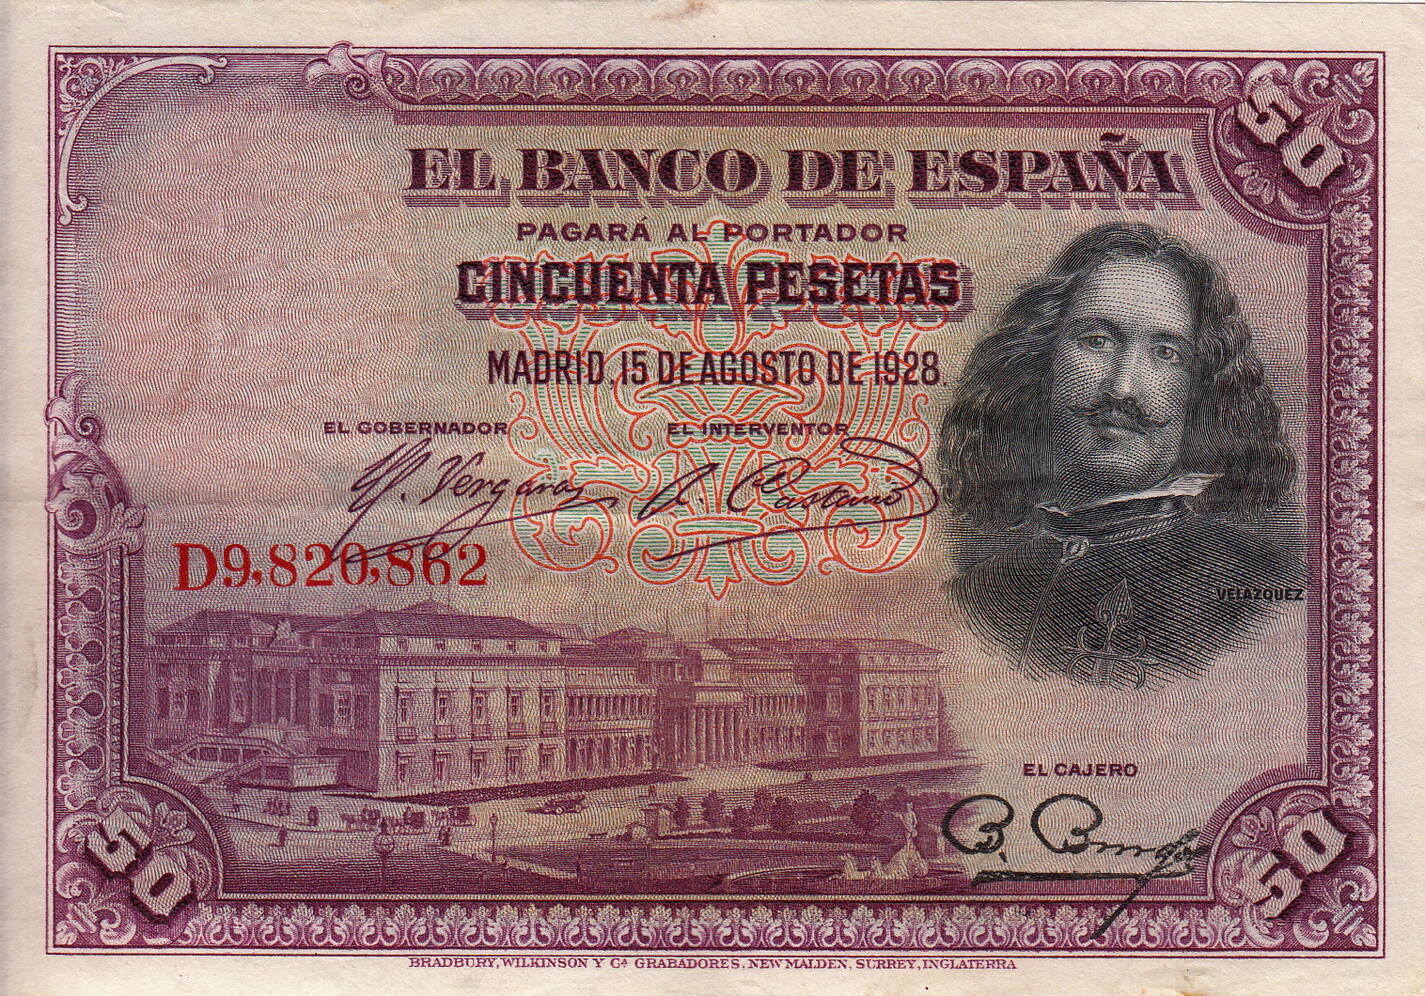 50
EL BANCO DE ESPAÑA
PAGARÁ AL PORTADOR
CINCUENTA PESETAS
MADRID, 15 DE AGOSTO DE 1928.
EL GOBERNADOR EL INTERVENTOR
D9,820,862
VELAZQUEZ
EL CAJERO
50 50
BRADBURY, WILKINSON Y Cª GRABADORES, NEW MALDEN, SURREY, INGLATERRA